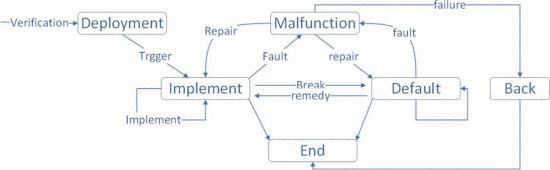 failure
Verification
Deployment
Malfunction
Repair
fault
Trgger
Fault
repair
Implement
Break
remedy
Default
Back
Implement
End